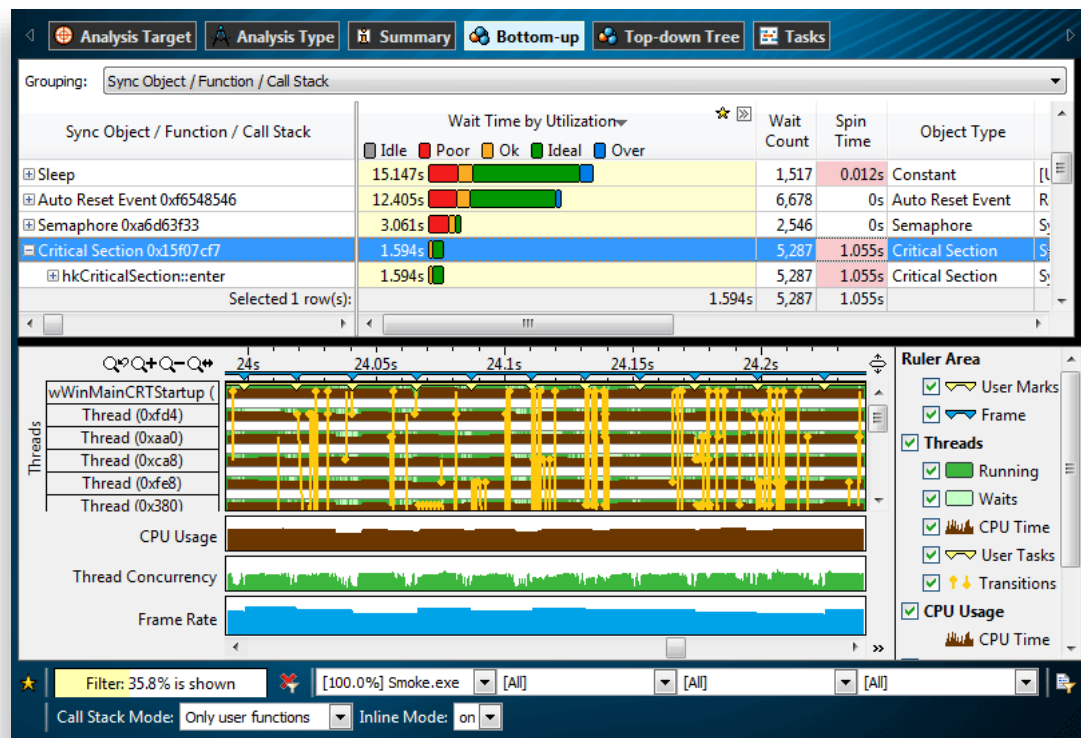 Analysis Target Analysis Type Summary Bottom-up Top-down Tree Tasks
Grouping: Sync Object / Function / Call Stack
Sync Object / Function / Call Stack Wait Time by Utilization Wait Count Spin Time Object Type
Idle Poor Ok Ideal Over
Sleep 15.147s 1,517 0.012s Constant [U
Auto Reset Event 0xf6548546 12.405s 6,678 0s Auto Reset Event R
Semaphore 0xa6d63f33 3.061s 2,546 0s Semaphore Sy
Critical Section 0x15f07cf7 1.594s 5,287 1.055s Critical Section S
hkCriticalSection::enter 1.594s 5,287 1.055s Critical Section Sy
Selected 1 row(s): 1.594s 5,287 1.055s
24s 24.05s 24.1s 24.15s 24.2s
Threads
wWinMainCRTStartup (
Thread (0xfd4)
Thread (0xaa0)
Thread (0xca8)
Thread (0xfe8)
Thread (0x380)
CPU Usage
Thread Concurrency
Frame Rate
Ruler Area
User Marks
Frame
Threads
Running
Waits
CPU Time
User Tasks
Transitions
CPU Usage
CPU Time
Filter: 35.8% is shown [100.0%] Smoke.exe [All] [All] [All]
Call Stack Mode: Only user functions Inline Mode: on